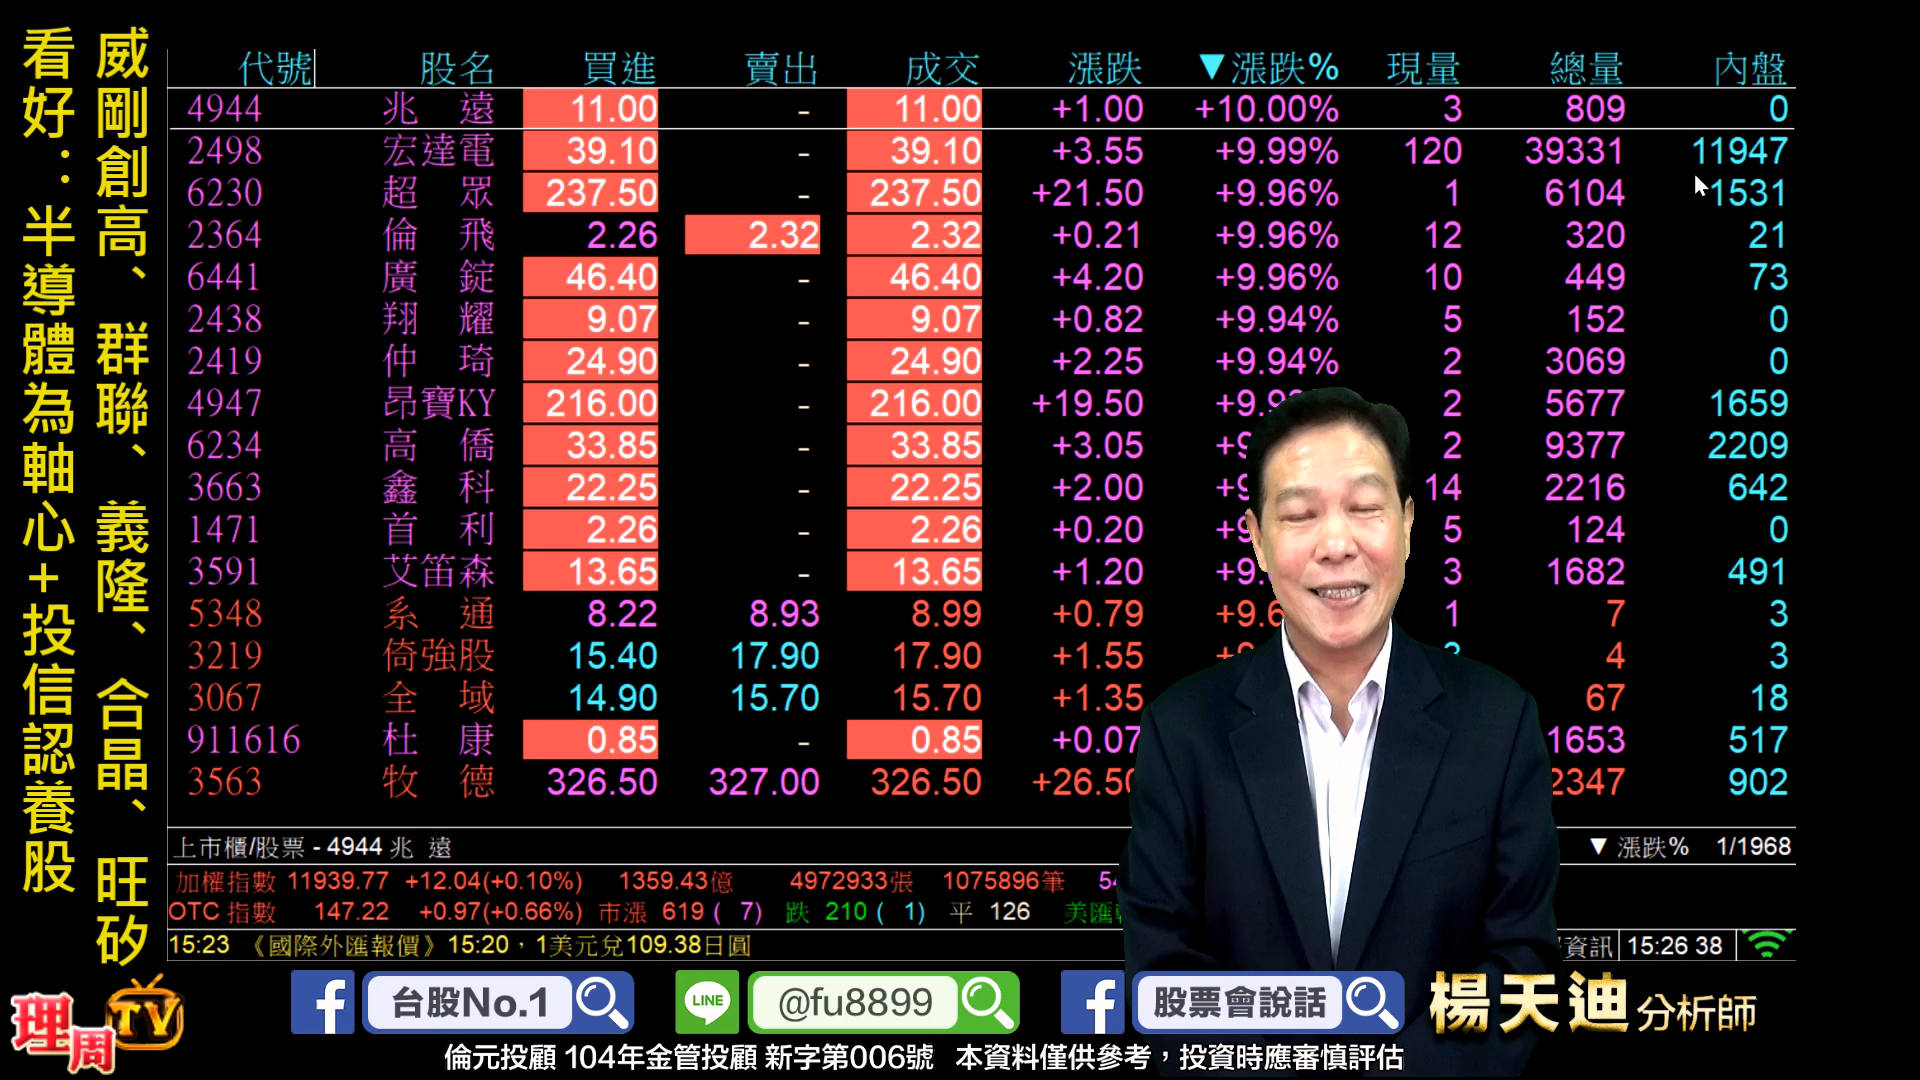 威剛創高、群聯、義隆、合晶、旺矽
看好：半導體為軸心+投信認養股
代號 股名 買進 賣出 成交 漲跌 ▼漲跌% 現量 總量 內盤
4944 兆遠 11.00 - 11.00 +1.00 +10.00% 3 809 0
2498 宏達電 39.10 - 39.10 +3.55 +9.99% 120 39331 11947
6230 超眾 237.50 - 237.50 +21.50 +9.96% 1 6104 1531
2364 倫飛 2.26 2.32 2.32 +0.21 +9.96% 12 320 21
6441 廣錠 46.40 - 46.40 +4.20 +9.96% 10 449 73
2438 翔耀 9.07 - 9.07 +0.82 +9.94% 5 152 0
2419 仲琦 24.90 - 24.90 +2.25 +9.94% 2 3069 0
4947 昂寶KY 216.00 - 216.00 +19.50 +9.9 2 5677 1659
6234 高僑 33.85 - 33.85 +3.05 +9 2 9377 2209
3663 鑫科 22.25 - 22.25 +2.00 +9 14 2216 642
1471 首利 2.26 - 2.26 +0.20 +9 5 124 0
3591 艾笛森 13.65 - 13.65 +1.20 +9. 3 1682 491
5348 系通 8.22 8.93 8.99 +0.79 +9.6 1 7 3
3219 倚強股 15.40 17.90 17.90 +1.55 4 3
3067 全域 14.90 15.70 15.70 +1.35 67 18
911616 杜康 0.85 - 0.85 +0.07 1653 517
3563 牧德 326.50 327.00 326.50 +26.50 2347 902
上市櫃/股票 - 4944 兆遠 ▼ 漲跌% 1/1968
加權指數 11939.77 +12.04(+0.10%) 1359.43億 4972933張 1075896筆 54
OTC 指數 147.22 +0.97(+0.66%) 市漲 619 ( 7) 跌 210 ( 1) 平 126 美匯
15:23 《國際外匯報價》15:20，1美元兌109.38日圓 資訊 15:26 38
理周TV
f 台股No.1
LINE @fu8899
f 股票會說話
楊天迪 分析師
倫元投顧 104年金管投顧 新字第006號 本資料僅供參考，投資時應審慎評估